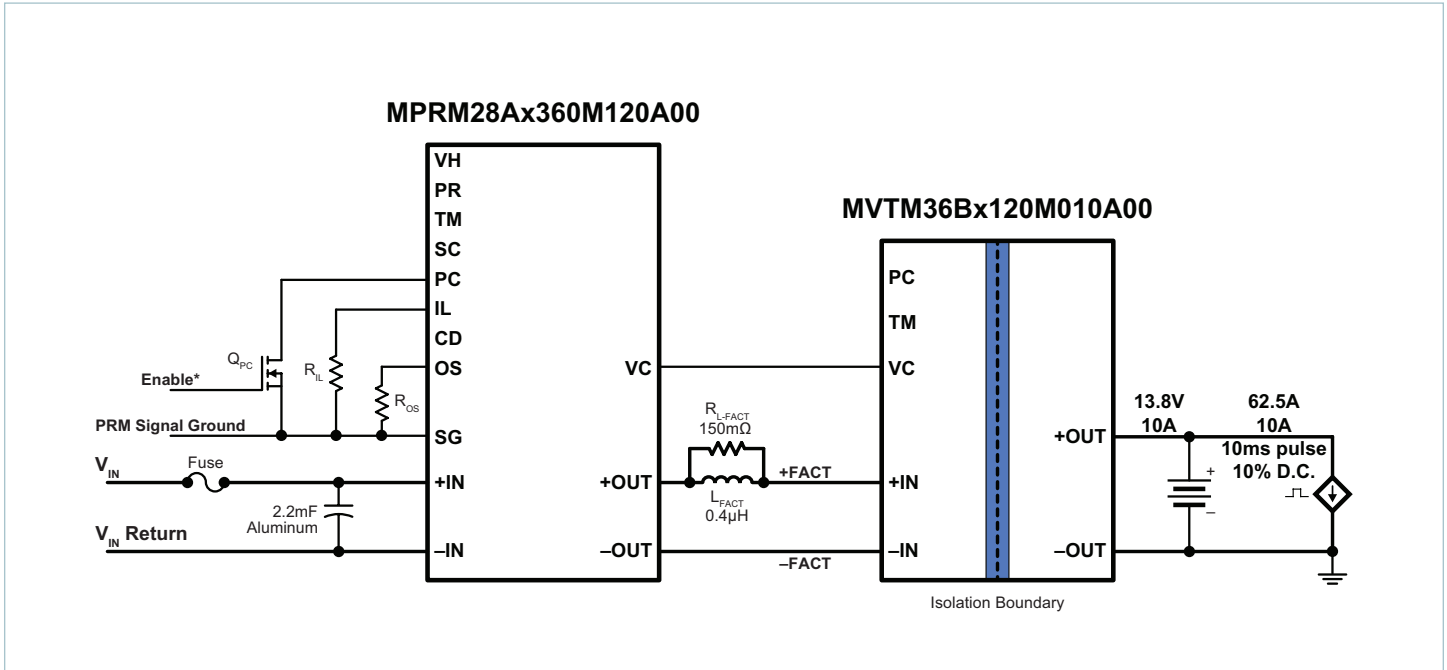 MPRM28Ax360M120A00
MVTM36Bx120M010A00
VH
PR
TM
SC
PC
IL
CD
OS
SG
+IN
–IN
VC
+OUT
–OUT
Enable*
Q_PC
R_IL
R_OS
PRM Signal Ground
V_IN
Fuse
2.2mF
Aluminum
V_IN Return
R_L-FACT
150mΩ
L_FACT
0.4µH
+FACT
–FACT
PC
TM
VC
+IN
–IN
+OUT
–OUT
Isolation Boundary
13.8V
10A
62.5A
10A
10ms pulse
10% D.C.
+
–